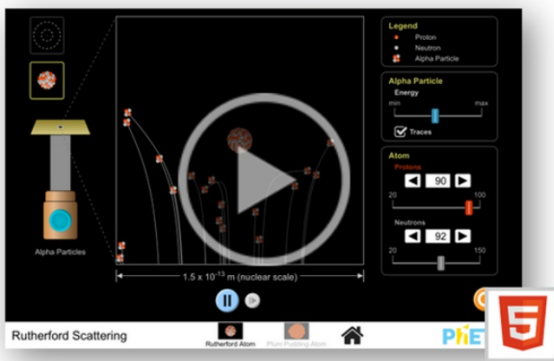 Legend
Proton
Neutron
Alpha Particle
Alpha Particle
Energy
min max
Traces
Atom
Protons
90
20 100
Neutrons
92
20 150
Alpha Particles
1.5 x 10⁻¹³ m (nuclear scale)
Rutherford Scattering
Rutherford Atom
Plum Pudding Atom
PhET
5